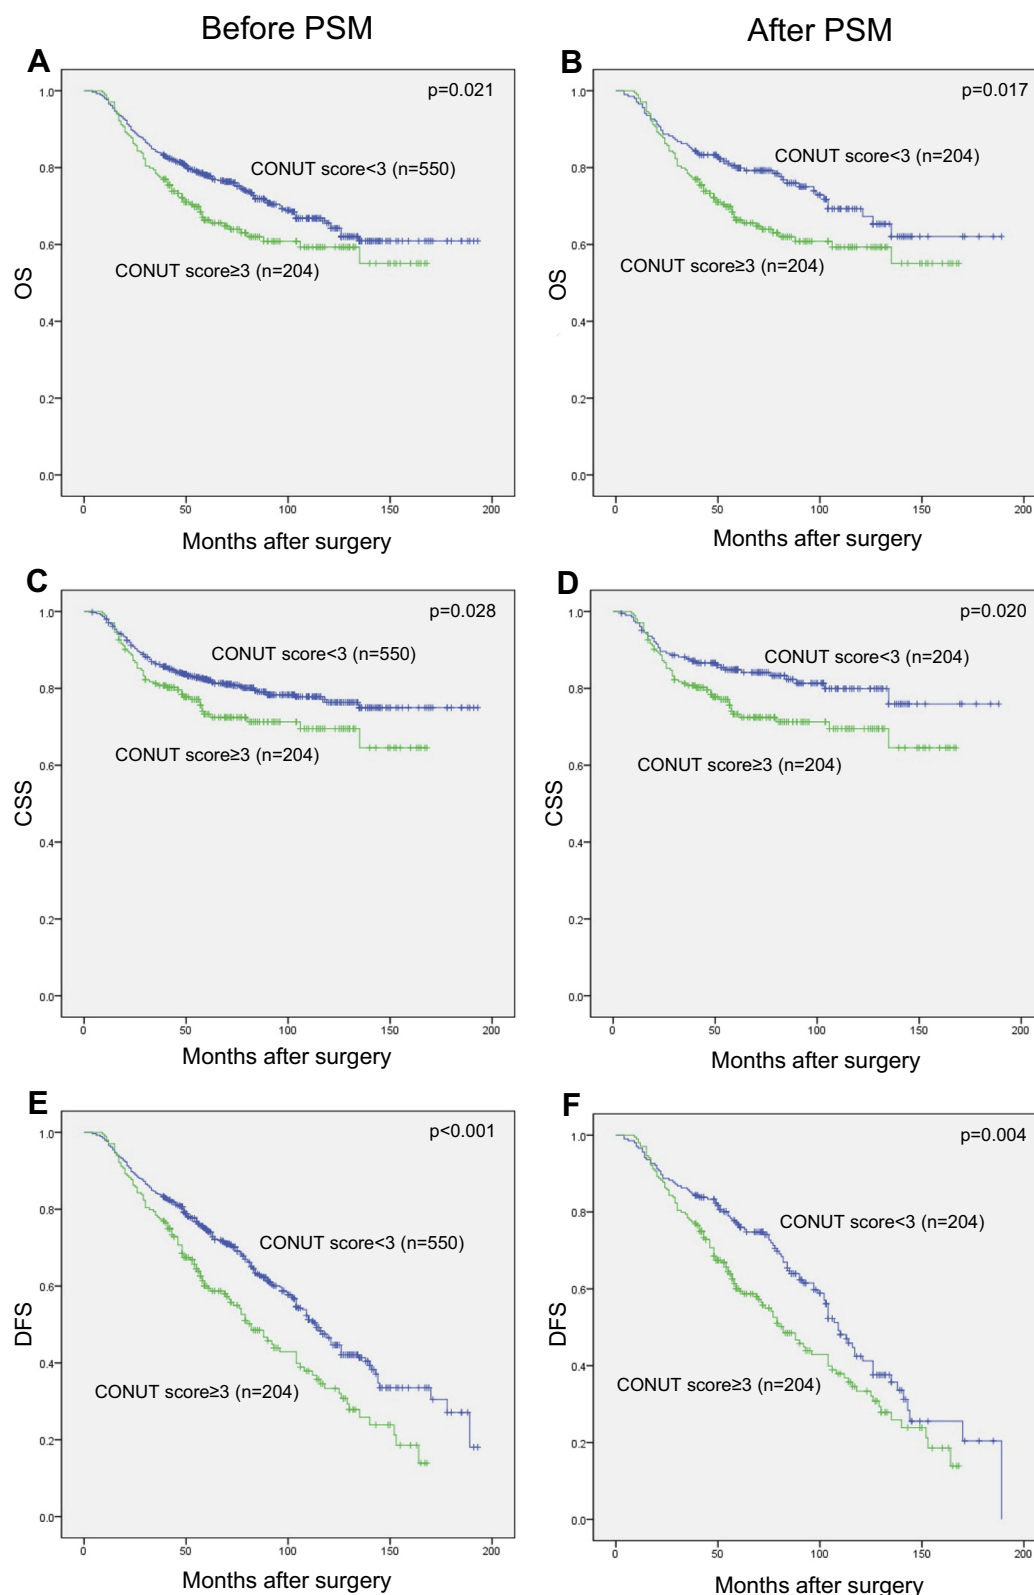 Before PSM
After PSM
A
p=0.021
1.0
0.8
0.6
0.4
0.2
0.0
OS
CONUT score<3 (n=550)
CONUT score≥3 (n=204)
0 50 100 150 200
Months after surgery
B
p=0.017
1.0
0.8
0.6
0.4
0.2
0.0
OS
CONUT score<3 (n=204)
CONUT score≥3 (n=204)
0 50 100 150 200
Months after surgery
C
p=0.028
1.0
0.8
0.6
0.4
0.2
0.0
CSS
CONUT score<3 (n=550)
CONUT score≥3 (n=204)
0 50 100 150 200
Months after surgery
D
p=0.020
1.0
0.8
0.6
0.4
0.2
0.0
CSS
CONUT score<3 (n=204)
CONUT score≥3 (n=204)
0 50 100 150 200
Months after surgery
E
p<0.001
1.0
0.8
0.6
0.4
0.2
0.0
DFS
CONUT score<3 (n=550)
CONUT score≥3 (n=204)
0 50 100 150 200
Months after surgery
F
p=0.004
1.0
0.8
0.6
0.4
0.2
0.0
DFS
CONUT score<3 (n=204)
CONUT score≥3 (n=204)
0 50 100 150 200
Months after surgery